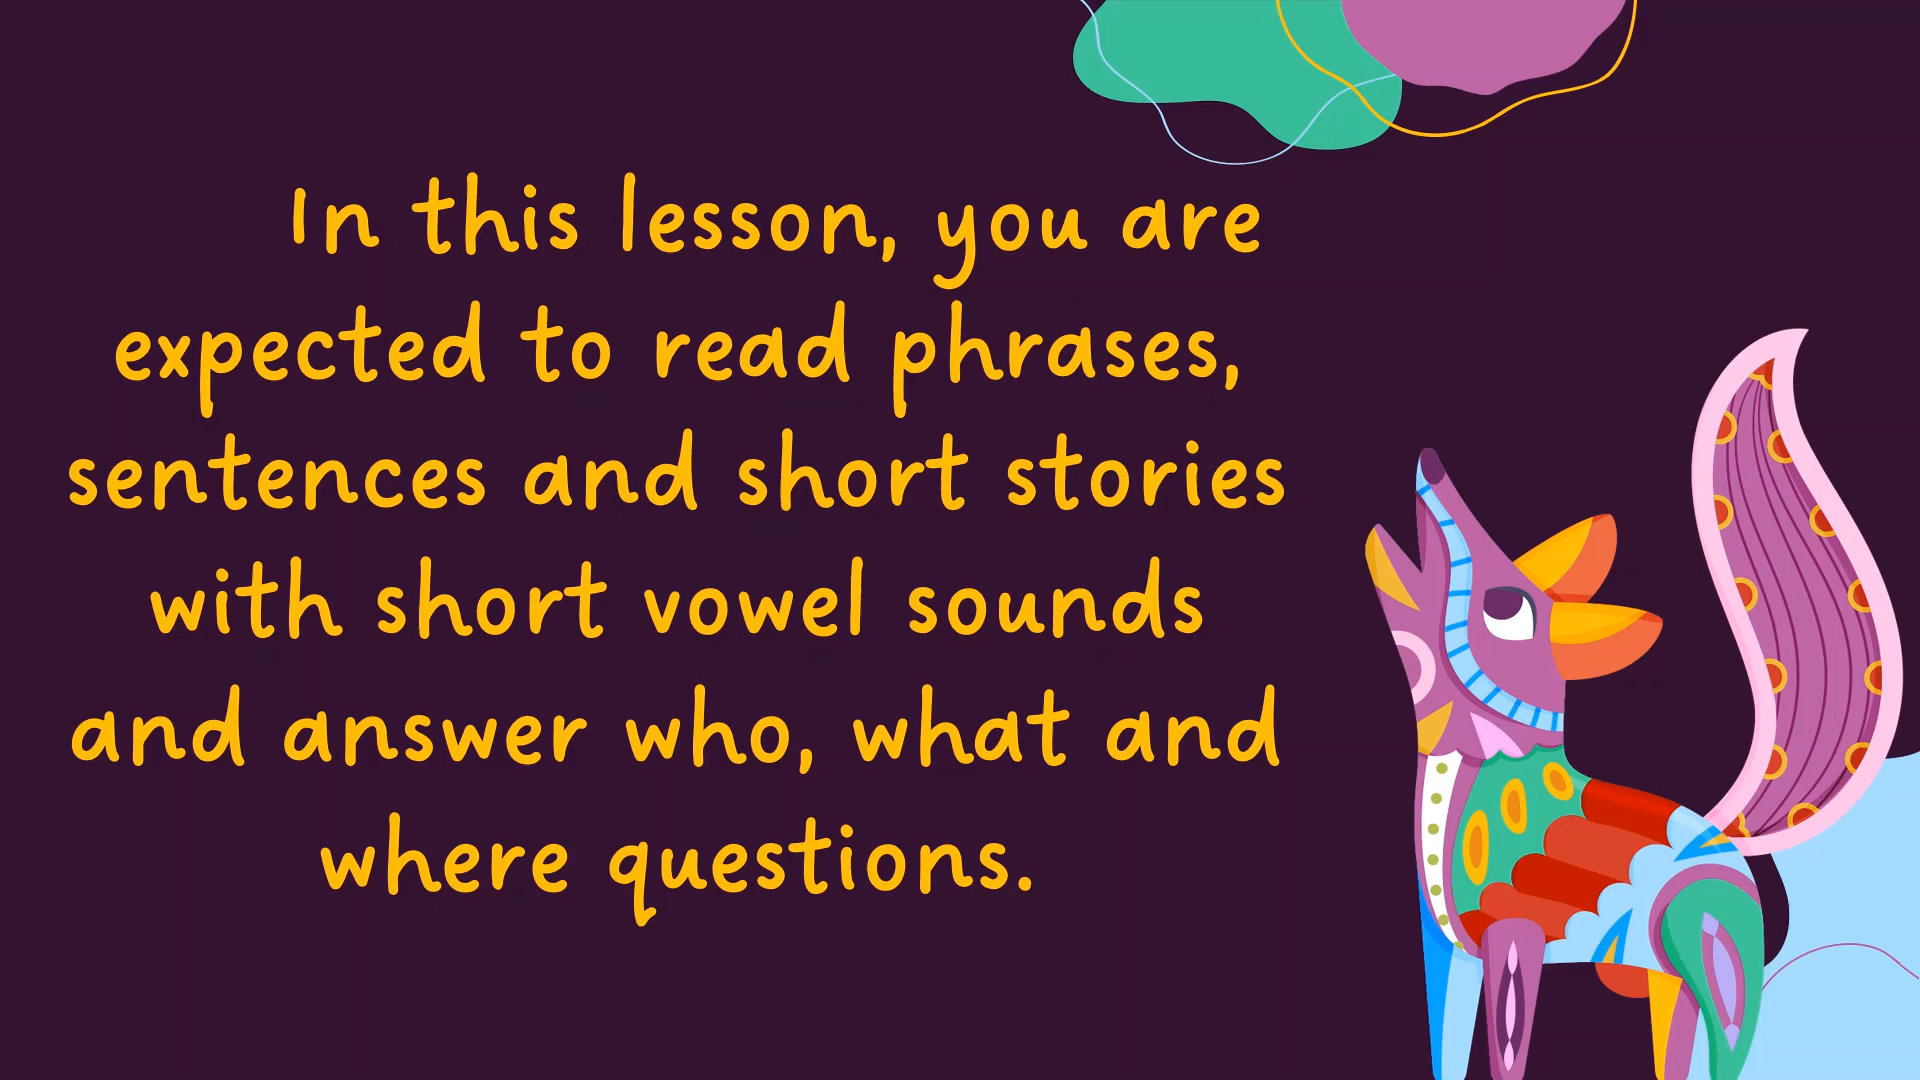 In this lesson, you are
expected to read phrases,
sentences and short stories
with short vowel sounds
and answer who, what and
where questions.